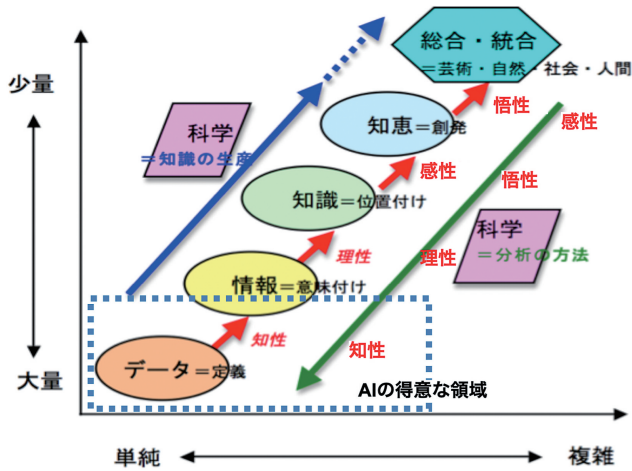 総合・統合
=芸術・自然・社会・人間
少量
悟性
感性
科学
=知識の生産
知恵=創発
感性
悟性
知識=位置付け
科学
=分析の方法
理性
理性
情報=意味付け
知性
知性
データ=定義
大量
AIの得意な領域
単純
複雑